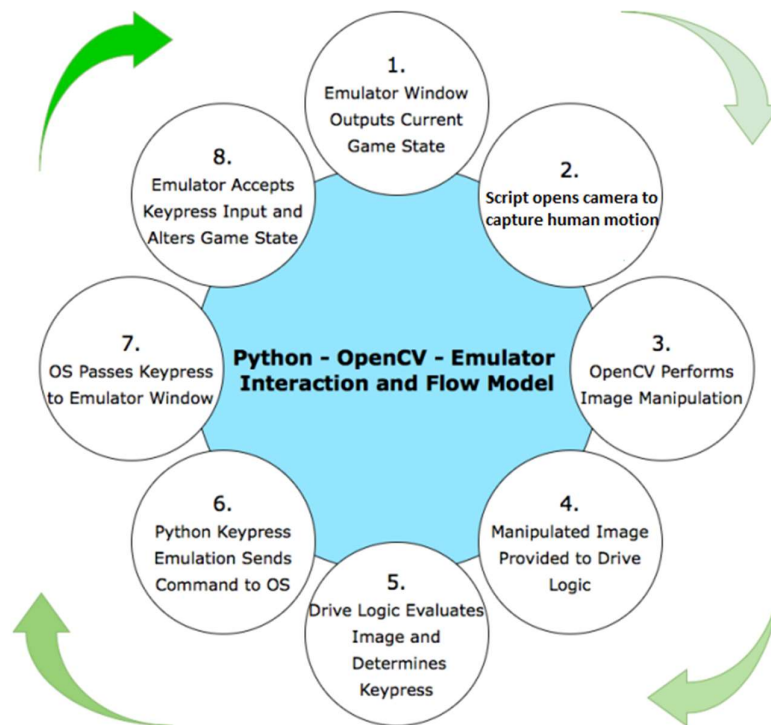 1.
Emulator Window
Outputs Current
Game State
2.
Script opens camera to
capture human motion
3.
OpenCV Performs
Image Manipulation
4.
Manipulated Image
Provided to Drive
Logic
5.
Drive Logic Evaluates
Image and
Determines
Keypress
6.
Python Keypress
Emulation Sends
Command to OS
7.
OS Passes Keypress
to Emulator Window
8.
Emulator Accepts
Keypress Input and
Alters Game State
Python - OpenCV - Emulator
Interaction and Flow Model